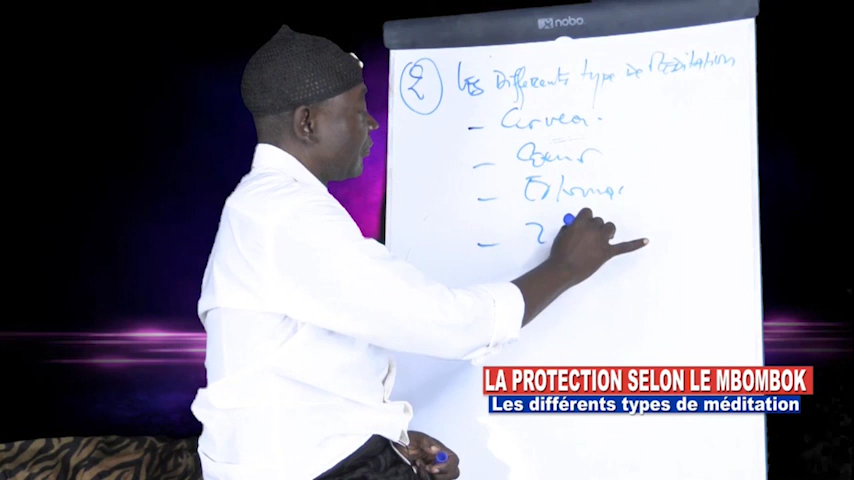 nobo
2 Les Différents type de Méditation
- Cerveau
- Cœur
- Estomac
-
LA PROTECTION SELON LE MBOMBOK
Les différents types de méditation